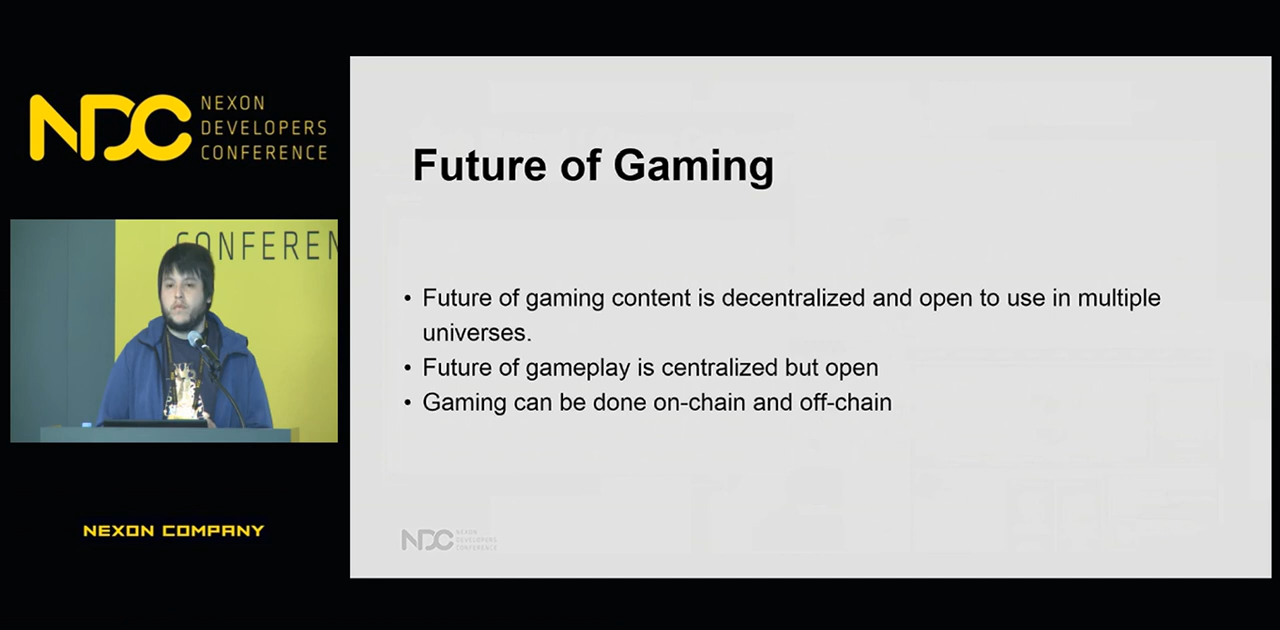 NDC
NEXON
DEVELOPERS
CONFERENCE
CONFEREN
NEXON COMPANY
Future of Gaming
• Future of gaming content is decentralized and open to use in multiple
universes.
• Future of gameplay is centralized but open
• Gaming can be done on-chain and off-chain
NDC
NEXON
DEVELOPERS
CONFERENCE